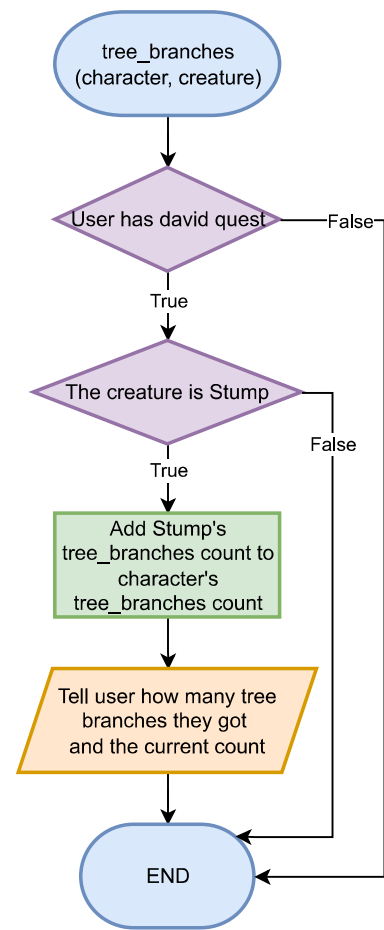 tree_branches
(character, creature)
User has david quest
False
True
The creature is Stump
False
True
Add Stump's
tree_branches count to
character's
tree_branches count
Tell user how many tree
branches they got
and the current count
END